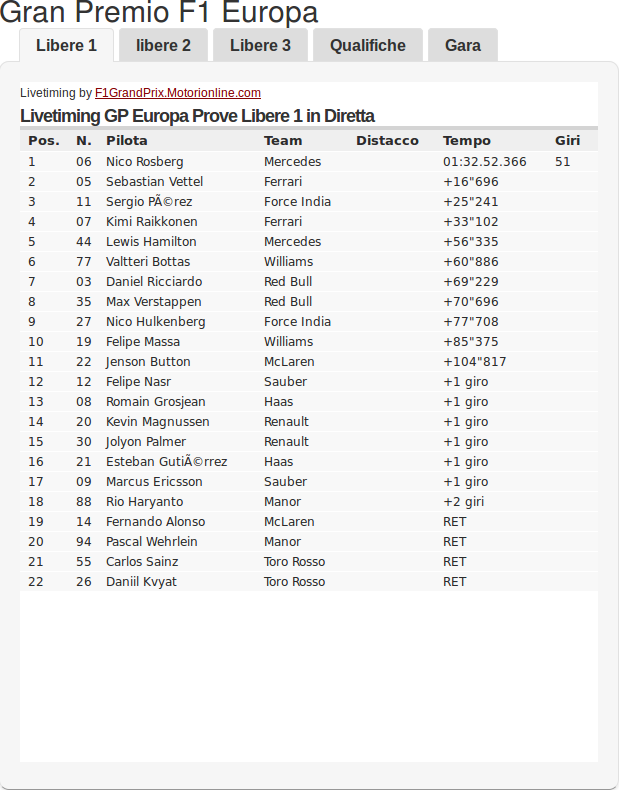 Gran Premio F1 Europa
Libere 1 libere 2 Libere 3 Qualifiche Gara
Livetiming by F1GrandPrix.Motorionline.com
Livetiming GP Europa Prove Libere 1 in Diretta
Pos. N. Pilota Team Distacco Tempo Giri
1 06 Nico Rosberg Mercedes 01:32.52.366 51
2 05 Sebastian Vettel Ferrari +16"696
3 11 Sergio PÃ©rez Force India +25"241
4 07 Kimi Raikkonen Ferrari +33"102
5 44 Lewis Hamilton Mercedes +56"335
6 77 Valtteri Bottas Williams +60"886
7 03 Daniel Ricciardo Red Bull +69"229
8 35 Max Verstappen Red Bull +70"696
9 27 Nico Hulkenberg Force India +77"708
10 19 Felipe Massa Williams +85"375
11 22 Jenson Button McLaren +104"817
12 12 Felipe Nasr Sauber +1 giro
13 08 Romain Grosjean Haas +1 giro
14 20 Kevin Magnussen Renault +1 giro
15 30 Jolyon Palmer Renault +1 giro
16 21 Esteban GutiÃ©rrez Haas +1 giro
17 09 Marcus Ericsson Sauber +1 giro
18 88 Rio Haryanto Manor +2 giri
19 14 Fernando Alonso McLaren RET
20 94 Pascal Wehrlein Manor RET
21 55 Carlos Sainz Toro Rosso RET
22 26 Daniil Kvyat Toro Rosso RET